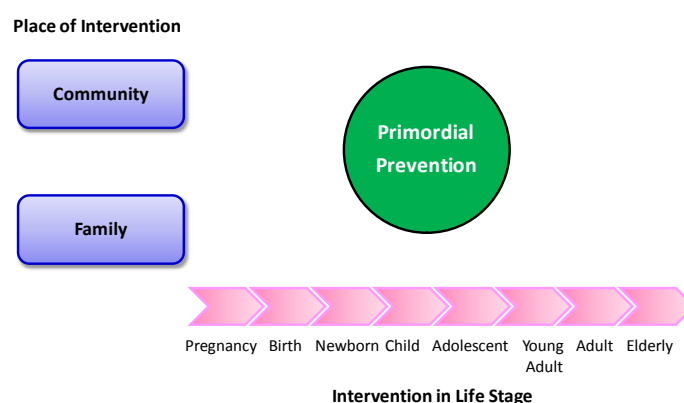 Place of Intervention
Community
Primordial
Prevention
Family
Pregnancy Birth Newborn Child Adolescent Young Adult Adult Elderly
Intervention in Life Stage